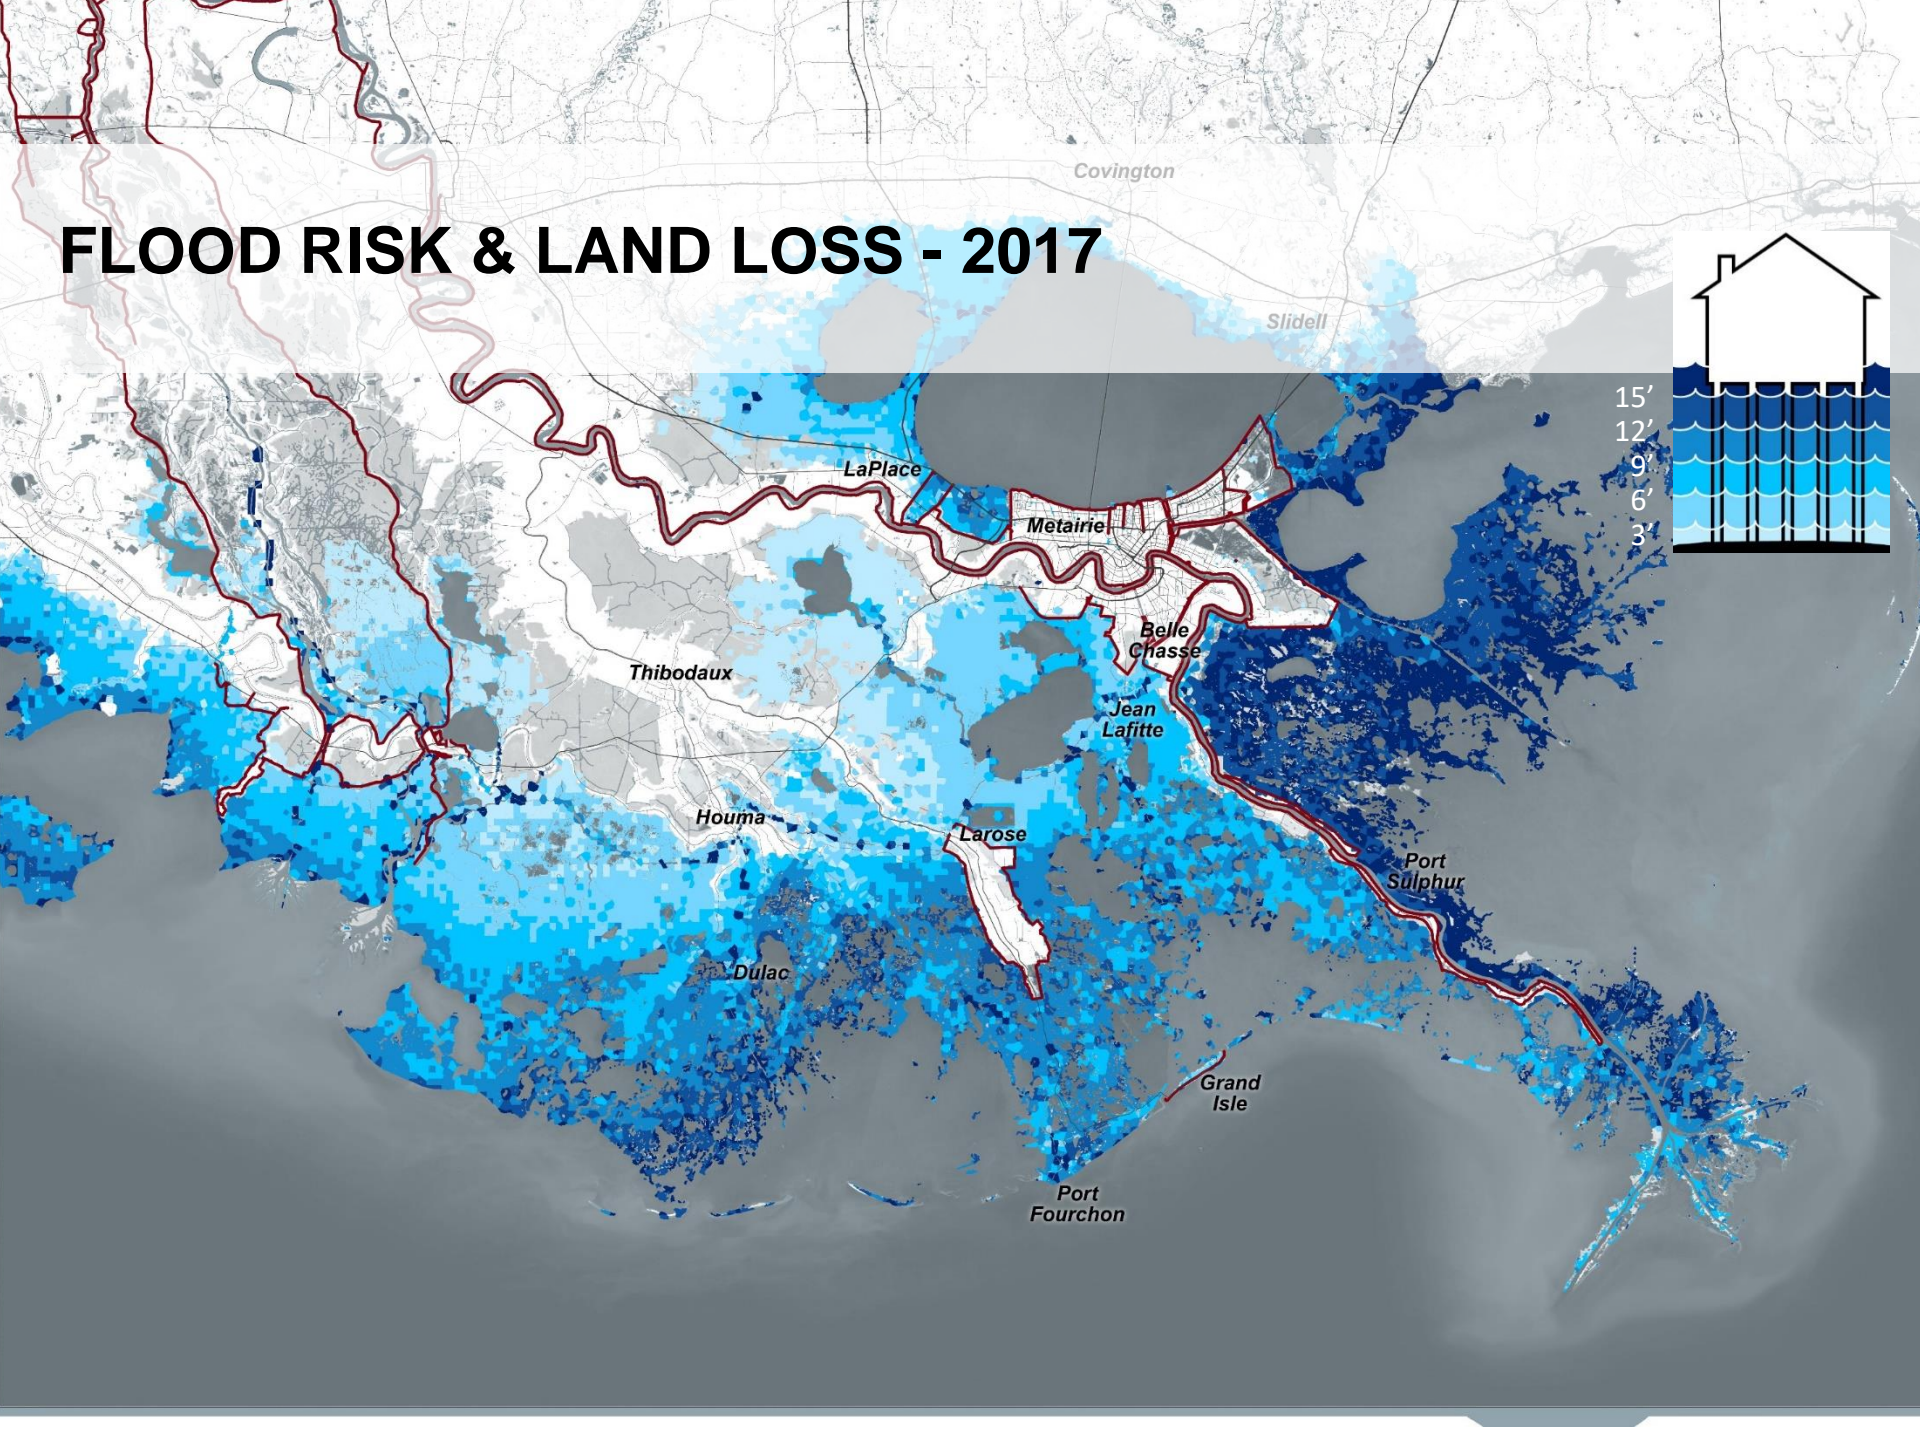 Covington
FLOOD RISK & LAND LOSS - 2017
Slidell
15’
12’
9’
6’
3’
LaPlace
Metairie
Belle
Chasse
Thibodaux
Jean
Lafitte
Houma
Larose
Port
Sulphur
Dulac
Grand
Isle
Port
Fourchon